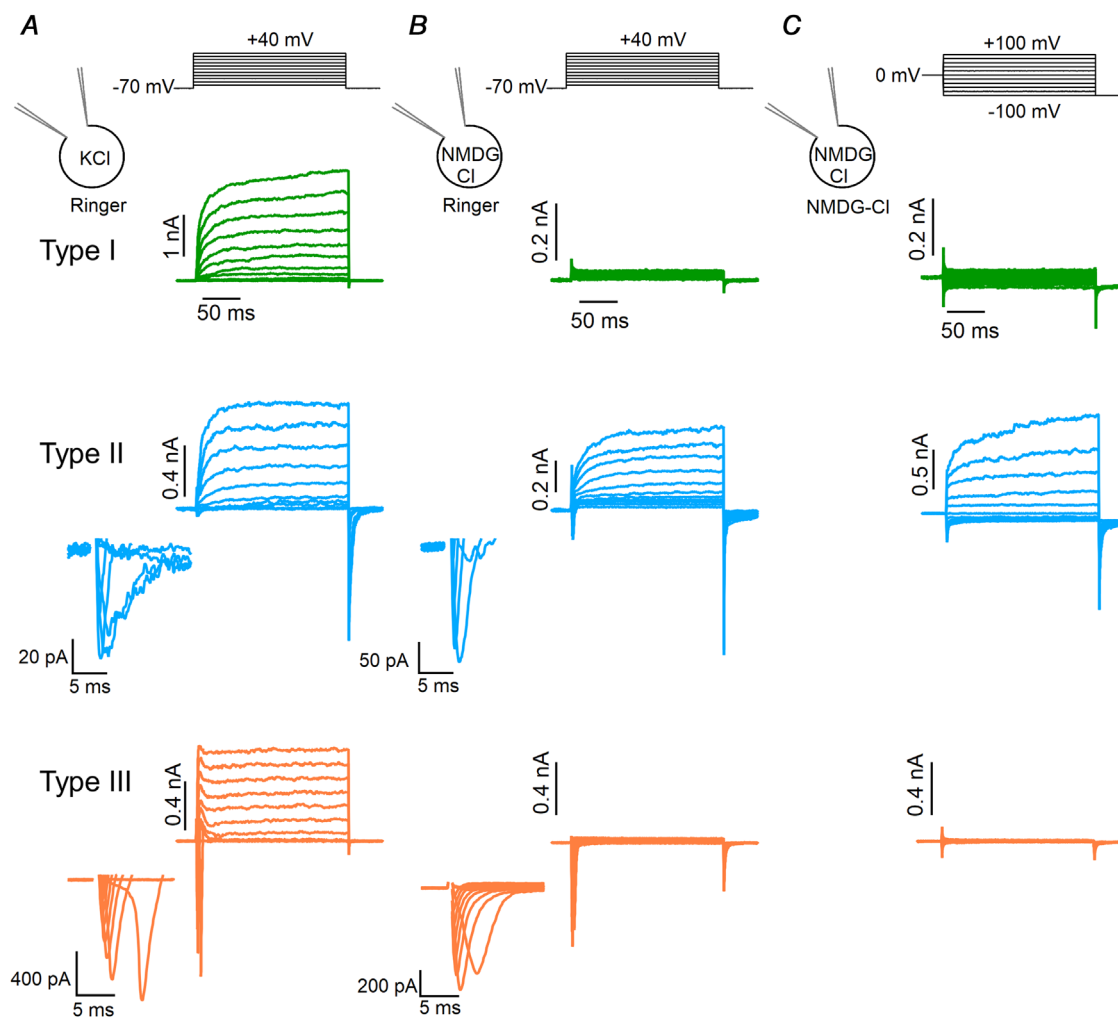 A
+40 mV
-70 mV
KCl
Ringer
B
+40 mV
-70 mV
NMDG
Cl
Ringer
C
+100 mV
0 mV
-100 mV
NMDG
Cl
NMDG-Cl
Type I
1 nA
50 ms
0.2 nA
50 ms
0.2 nA
50 ms
Type II
0.4 nA
20 pA
5 ms
0.2 nA
50 pA
5 ms
0.5 nA
Type III
0.4 nA
400 pA
5 ms
0.4 nA
200 pA
5 ms
0.4 nA